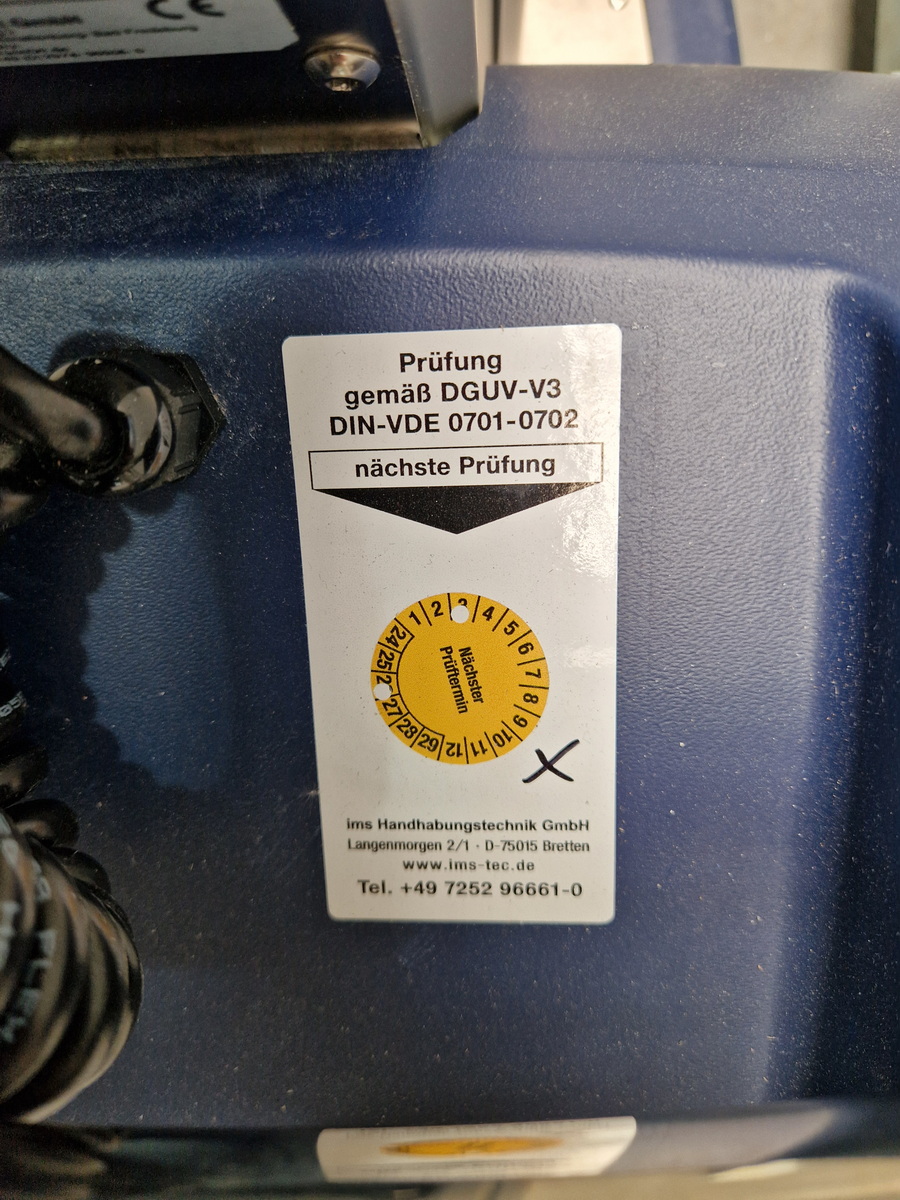 CE
Prüfung
gemäß DGUV-V3
DIN-VDE 0701-0702
nächste Prüfung
1 2 3 4 5 6 7 8 9 10 11 12
24 25 27 28 29
Nächster
Prüftermin
X
ims Handhabungstechnik GmbH
Langenmorgen 2/1 · D-75015 Bretten
www.ims-tec.de
Tel. +49 7252 96661-0